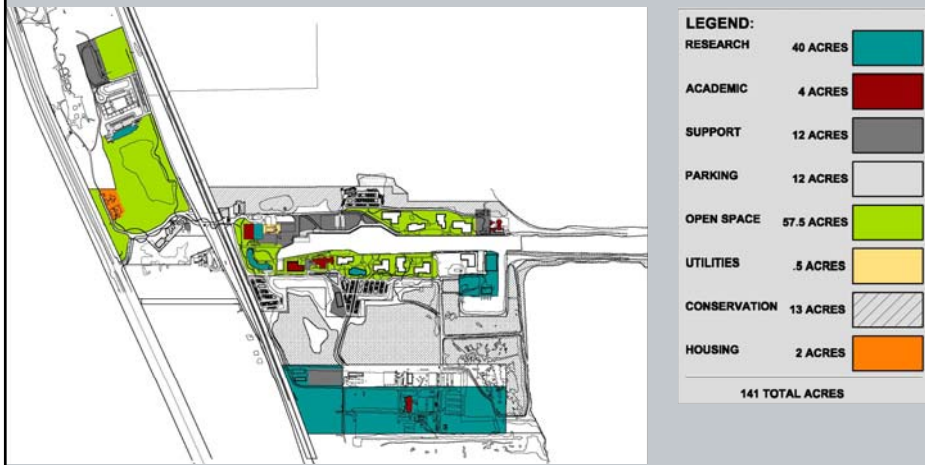 LEGEND:
RESEARCH 40 ACRES
ACADEMIC 4 ACRES
SUPPORT 12 ACRES
PARKING 12 ACRES
OPEN SPACE 57.5 ACRES
UTILITIES .5 ACRES
CONSERVATION 13 ACRES
HOUSING 2 ACRES
141 TOTAL ACRES